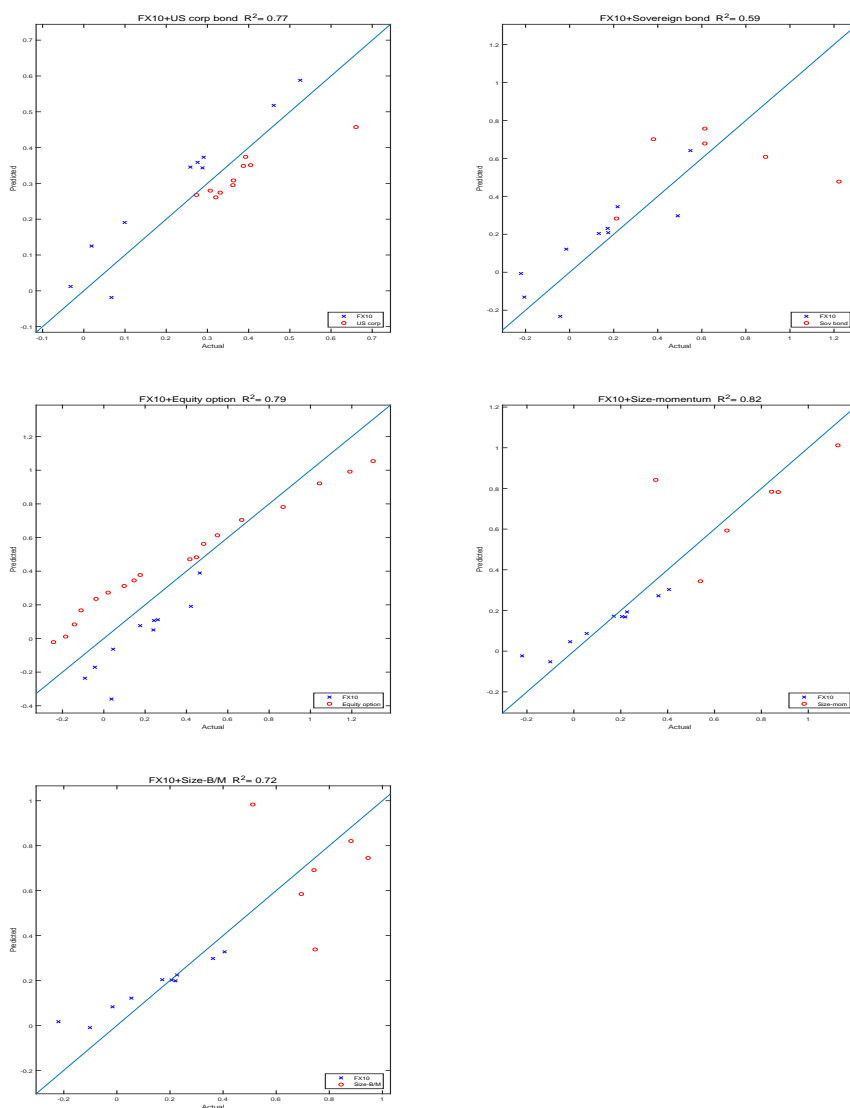 FX10+US corp bond R²= 0.77
0.7
0.6
0.5
0.4
0.3
0.2
0.1
0
-0.1
Predicted
-0.1 0 0.1 0.2 0.3 0.4 0.5 0.6 0.7
Actual
FX10
US corp
FX10+Sovereign bond R²= 0.59
1.2
1
0.8
0.6
0.4
0.2
0
-0.2
Predicted
-0.2 0 0.2 0.4 0.6 0.8 1 1.2
Actual
FX10
Sov bond
FX10+Equity option R²= 0.79
1.2
1
0.8
0.6
0.4
0.2
0
-0.2
-0.4
Predicted
-0.2 0 0.2 0.4 0.6 0.8 1 1.2
Actual
FX10
Equity option
FX10+Size-momentum R²= 0.82
1.2
1
0.8
0.6
0.4
0.2
0
-0.2
Predicted
-0.2 0 0.2 0.4 0.6 0.8 1
Actual
FX10
Size-mom
FX10+Size-B/M R²= 0.72
1
0.8
0.6
0.4
0.2
0
-0.2
Predicted
-0.2 0 0.2 0.4 0.6 0.8 1
Actual
FX10
Size-B/M